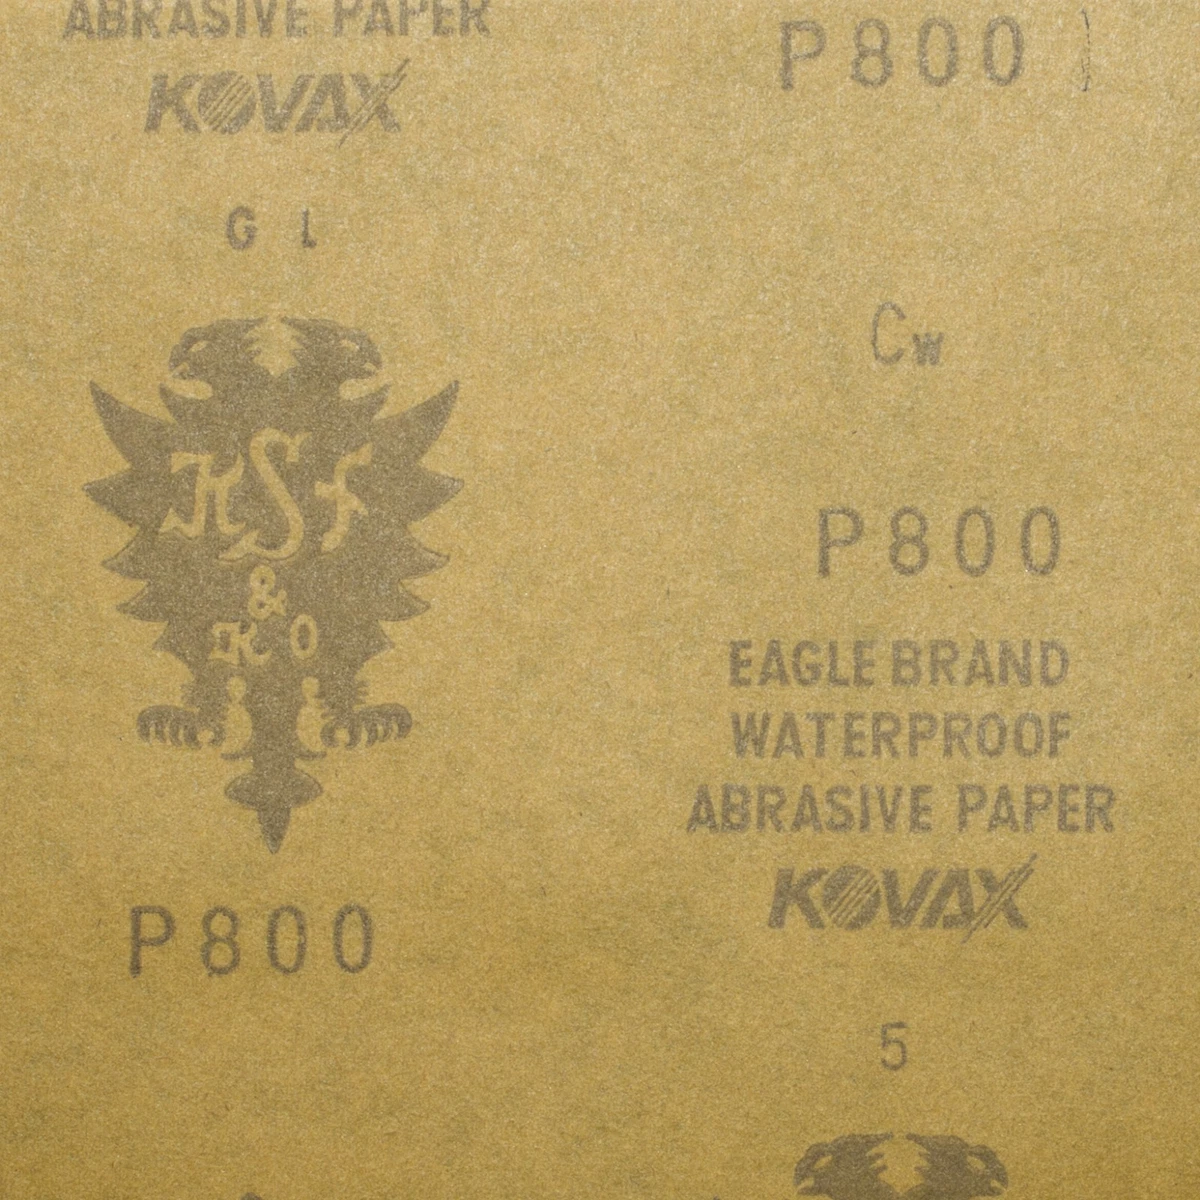 ABRASIVE PAPER
KOVAX
G L
KSF
&
KO
P800
P800
Cw
P800
EAGLE BRAND
WATERPROOF
ABRASIVE PAPER
KOVAX
5